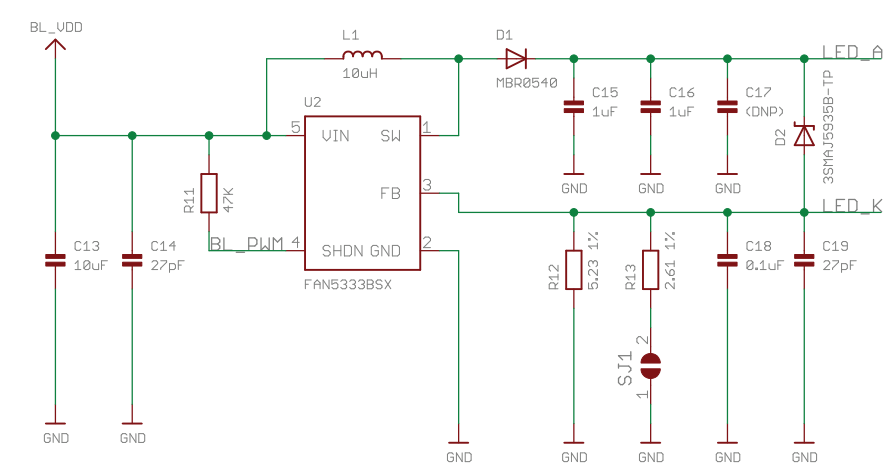 BL_VDD
L1
10uH
D1
MBR0540
LED_A
C15
1uF
C16
1uF
C17
(DNP)
D2
3SMAJ5935B-TP
U2
5
VIN
SW
1
FB
3
4
SHDN
GND
2
FAN5333BSX
R11
47K
BL_PWM
GND
GND
GND
LED_K
C13
10uF
C14
27pF
R12
5.23 1%
R13
2.61 1%
C18
0.1uF
C19
27pF
2
SJ1
1
GND
GND
GND
GND
GND
GND
GND